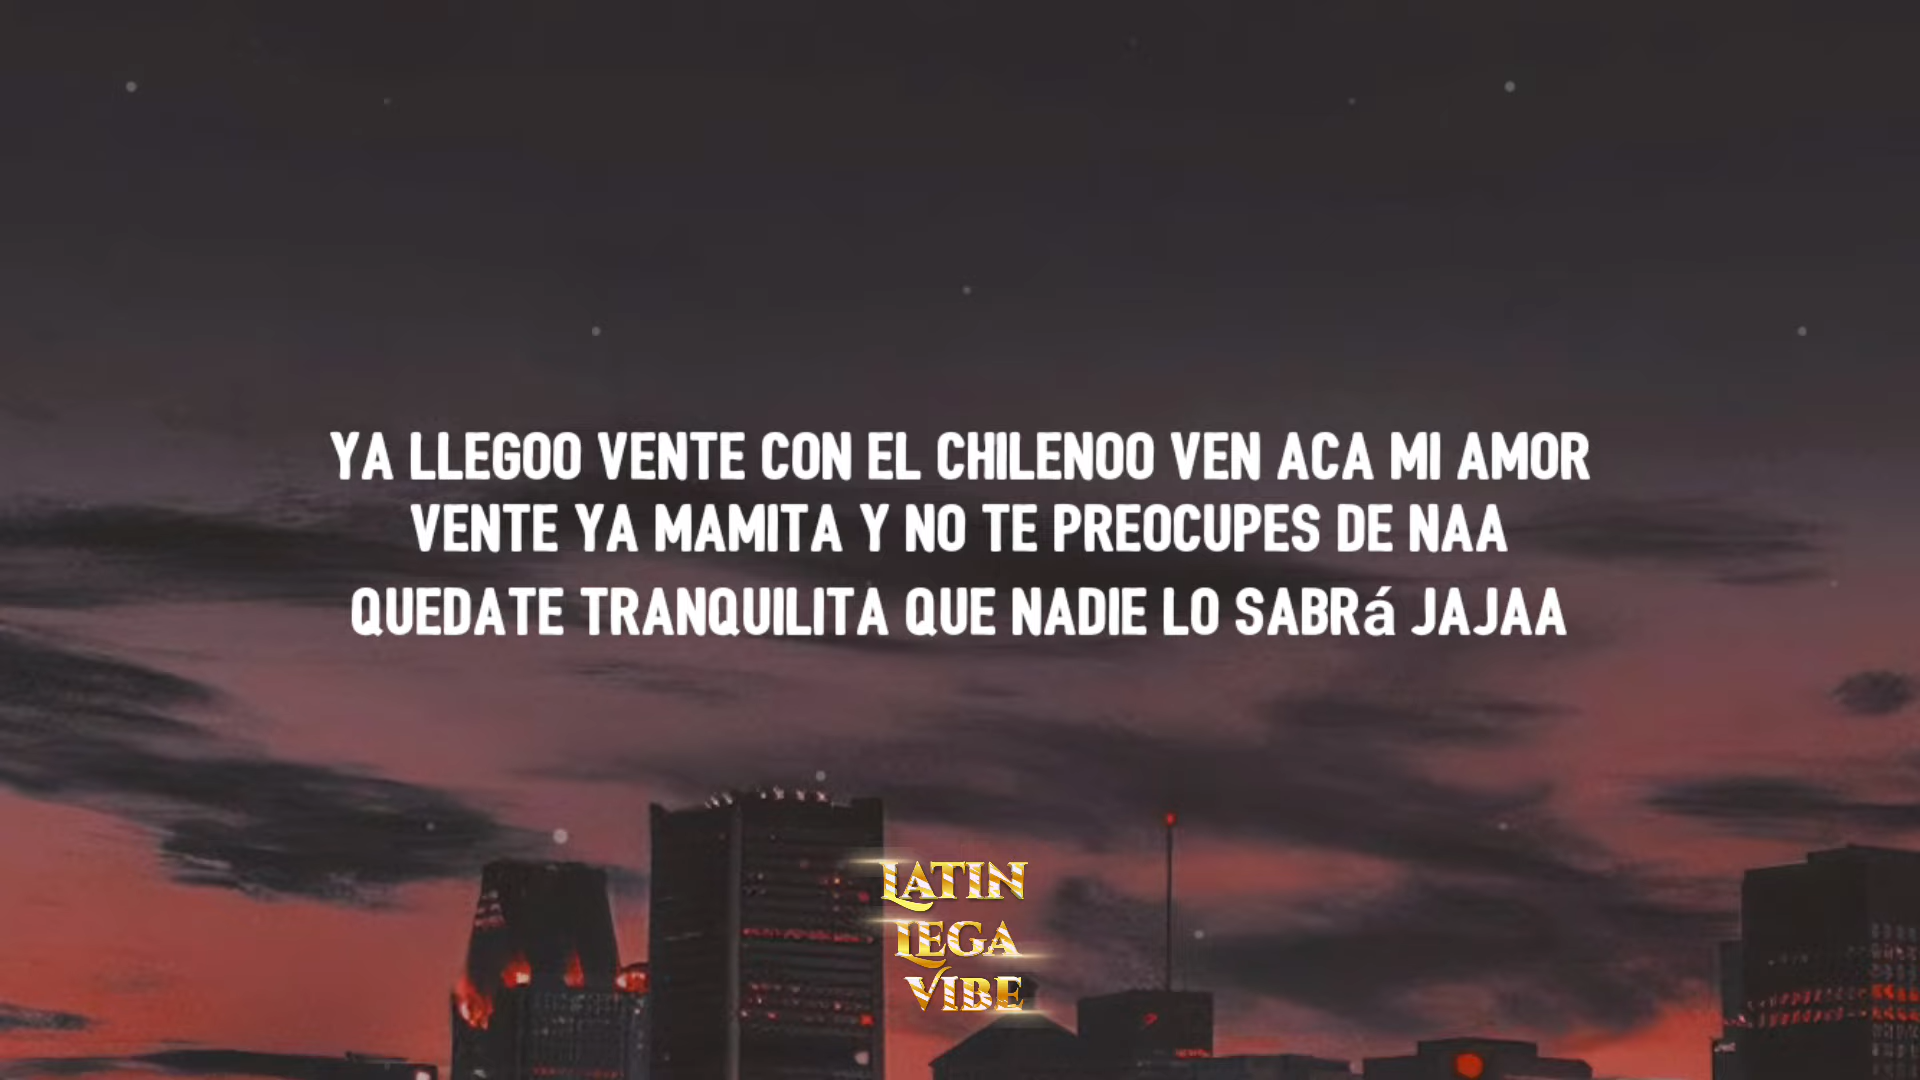 YA LLEGOO VENTE CON EL CHILENOO VEN ACA MI AMOR
VENTE YA MAMITA Y NO TE PREOCUPES DE NAA
QUEDATE TRANQUILITA QUE NADIE LO SABRá JAJAA
LATIN
LEGA
VIBE